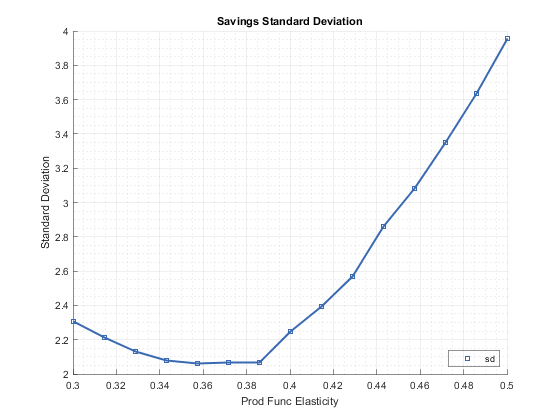 Savings Standard Deviation
4
3.8
3.6
3.4
3.2
3
2.8
2.6
2.4
2.2
2
Standard Deviation
0.3 0.32 0.34 0.36 0.38 0.4 0.42 0.44 0.46 0.48 0.5
Prod Func Elasticity
sd